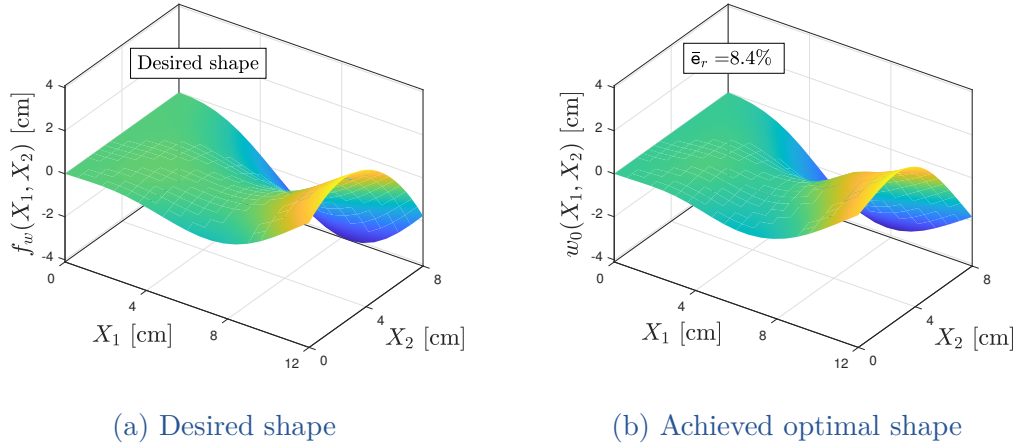 Desired shape
f_w(X_1, X_2) [cm]
4
2
0
-2
-4
0
4
8
12
X_1 [cm]
0
4
8
X_2 [cm]
(a) Desired shape
ē_r =8.4%
w_0(X_1, X_2) [cm]
4
2
0
-2
-4
0
4
8
12
X_1 [cm]
0
4
8
X_2 [cm]
(b) Achieved optimal shape